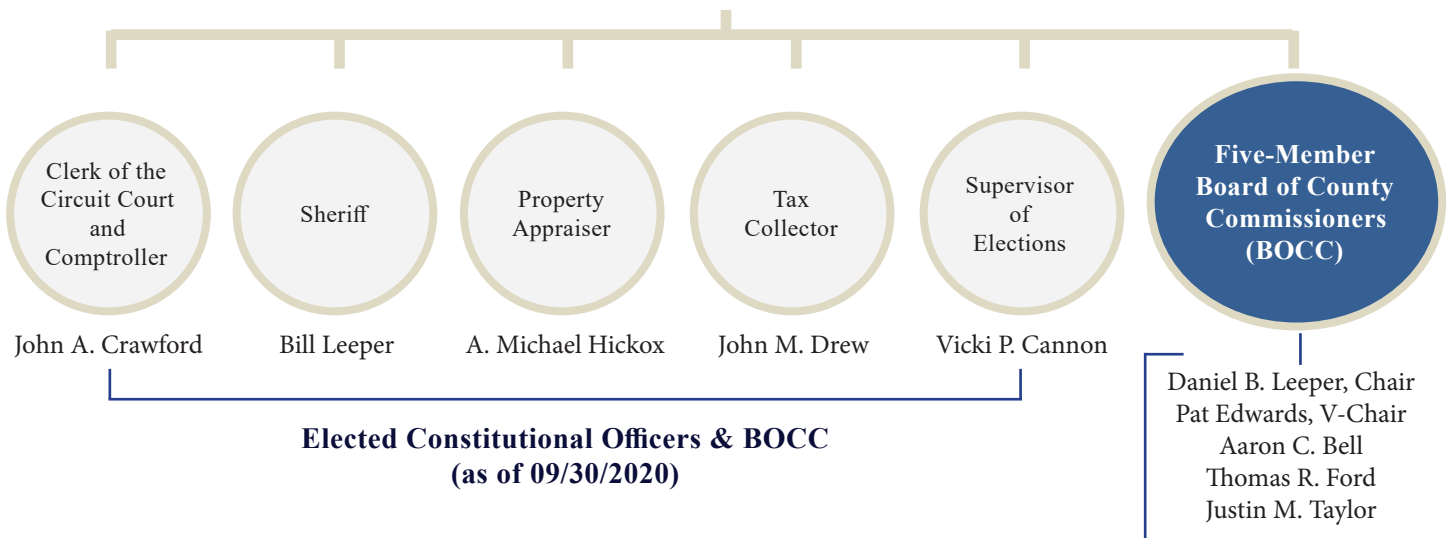 Clerk of the
Circuit Court
and
Comptroller
Sheriff
Property
Appraiser
Tax
Collector
Supervisor
of
Elections
Five-Member
Board of County
Commissioners
(BOCC)
John A. Crawford
Bill Leeper
A. Michael Hickox
John M. Drew
Vicki P. Cannon
Daniel B. Leeper, Chair
Pat Edwards, V-Chair
Aaron C. Bell
Thomas R. Ford
Justin M. Taylor
Elected Constitutional Officers & BOCC
(as of 09/30/2020)